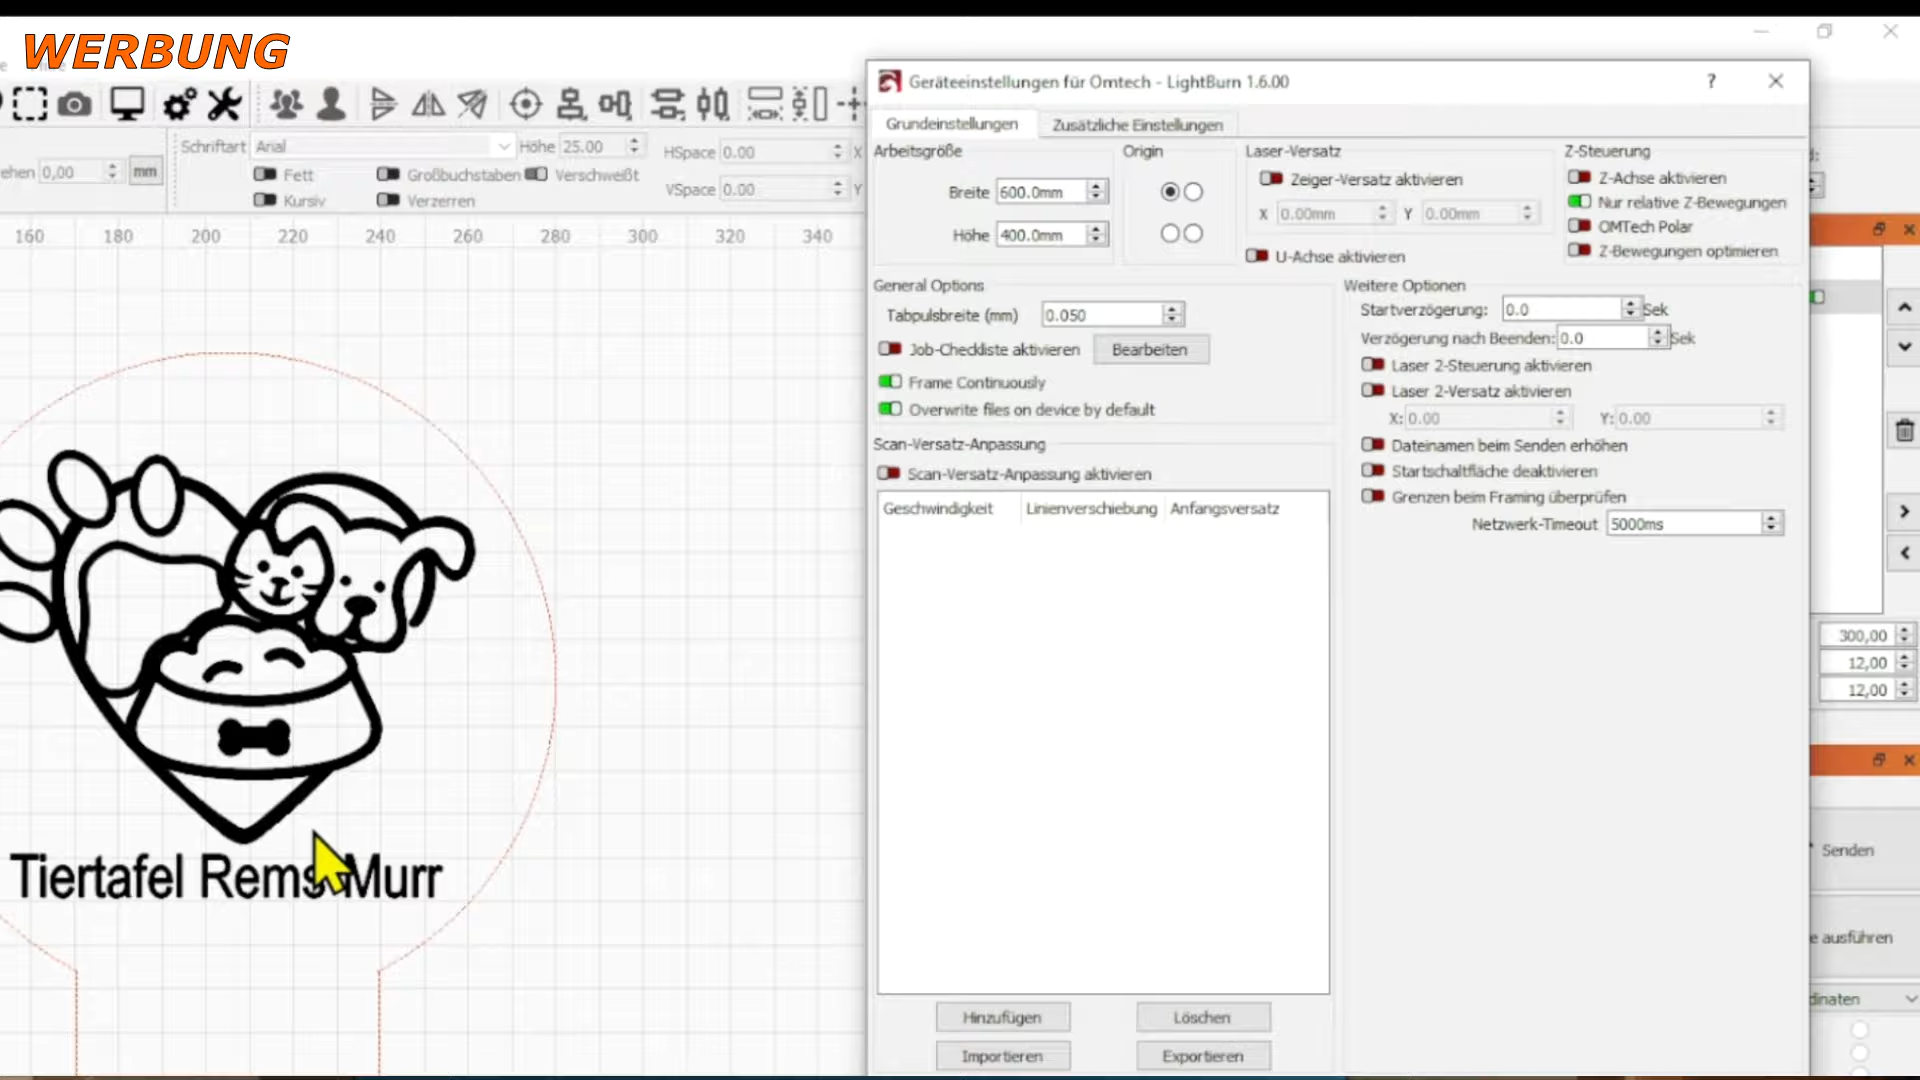 WERBUNG
Geräteeinstellungen für Omtech - LightBurn 1.6.00
?
Grundeinstellungen
Zusätzliche Einstellungen
Schriftart Arial
Höhe 25.00
HSpace 0.00
X
ehen 0,00
mm
Fett
Großbuchstaben
Verschweißt
VSpace 0.00
Y
Kursiv
Verzerren
160 180 200 220 240 260 280 300 320 340
Arbeitsgröße
Breite 600.0mm
Höhe 400.0mm
Origin
Laser-Versatz
Zeiger-Versatz aktivieren
X 0.00mm Y 0.00mm
U-Achse aktivieren
Z-Steuerung
Z-Achse aktivieren
Nur relative Z-Bewegungen
OMTech Polar
Z-Bewegungen optimieren
General Options
Tabpulsbreite (mm) 0.050
Job-Checkliste aktivieren
Bearbeiten
Frame Continuously
Overwrite files on device by default
Scan-Versatz-Anpassung
Scan-Versatz-Anpassung aktivieren
Geschwindigkeit Linienverschiebung Anfangsversatz
Hinzufügen
Löschen
Importieren
Exportieren
Weitere Optionen
Startverzögerung: 0.0 Sek
Verzögerung nach Beenden: 0.0 Sek
Laser 2-Steuerung aktivieren
Laser 2-Versatz aktivieren
X: 0.00 Y: 0.00
Dateinamen beim Senden erhöhen
Startschaltfläche deaktivieren
Grenzen beim Framing überprüfen
Netzwerk-Timeout 5000ms
300,00
12,00
12,00
Senden
e ausführen
dinaten
Tiertafel Rems-Murr